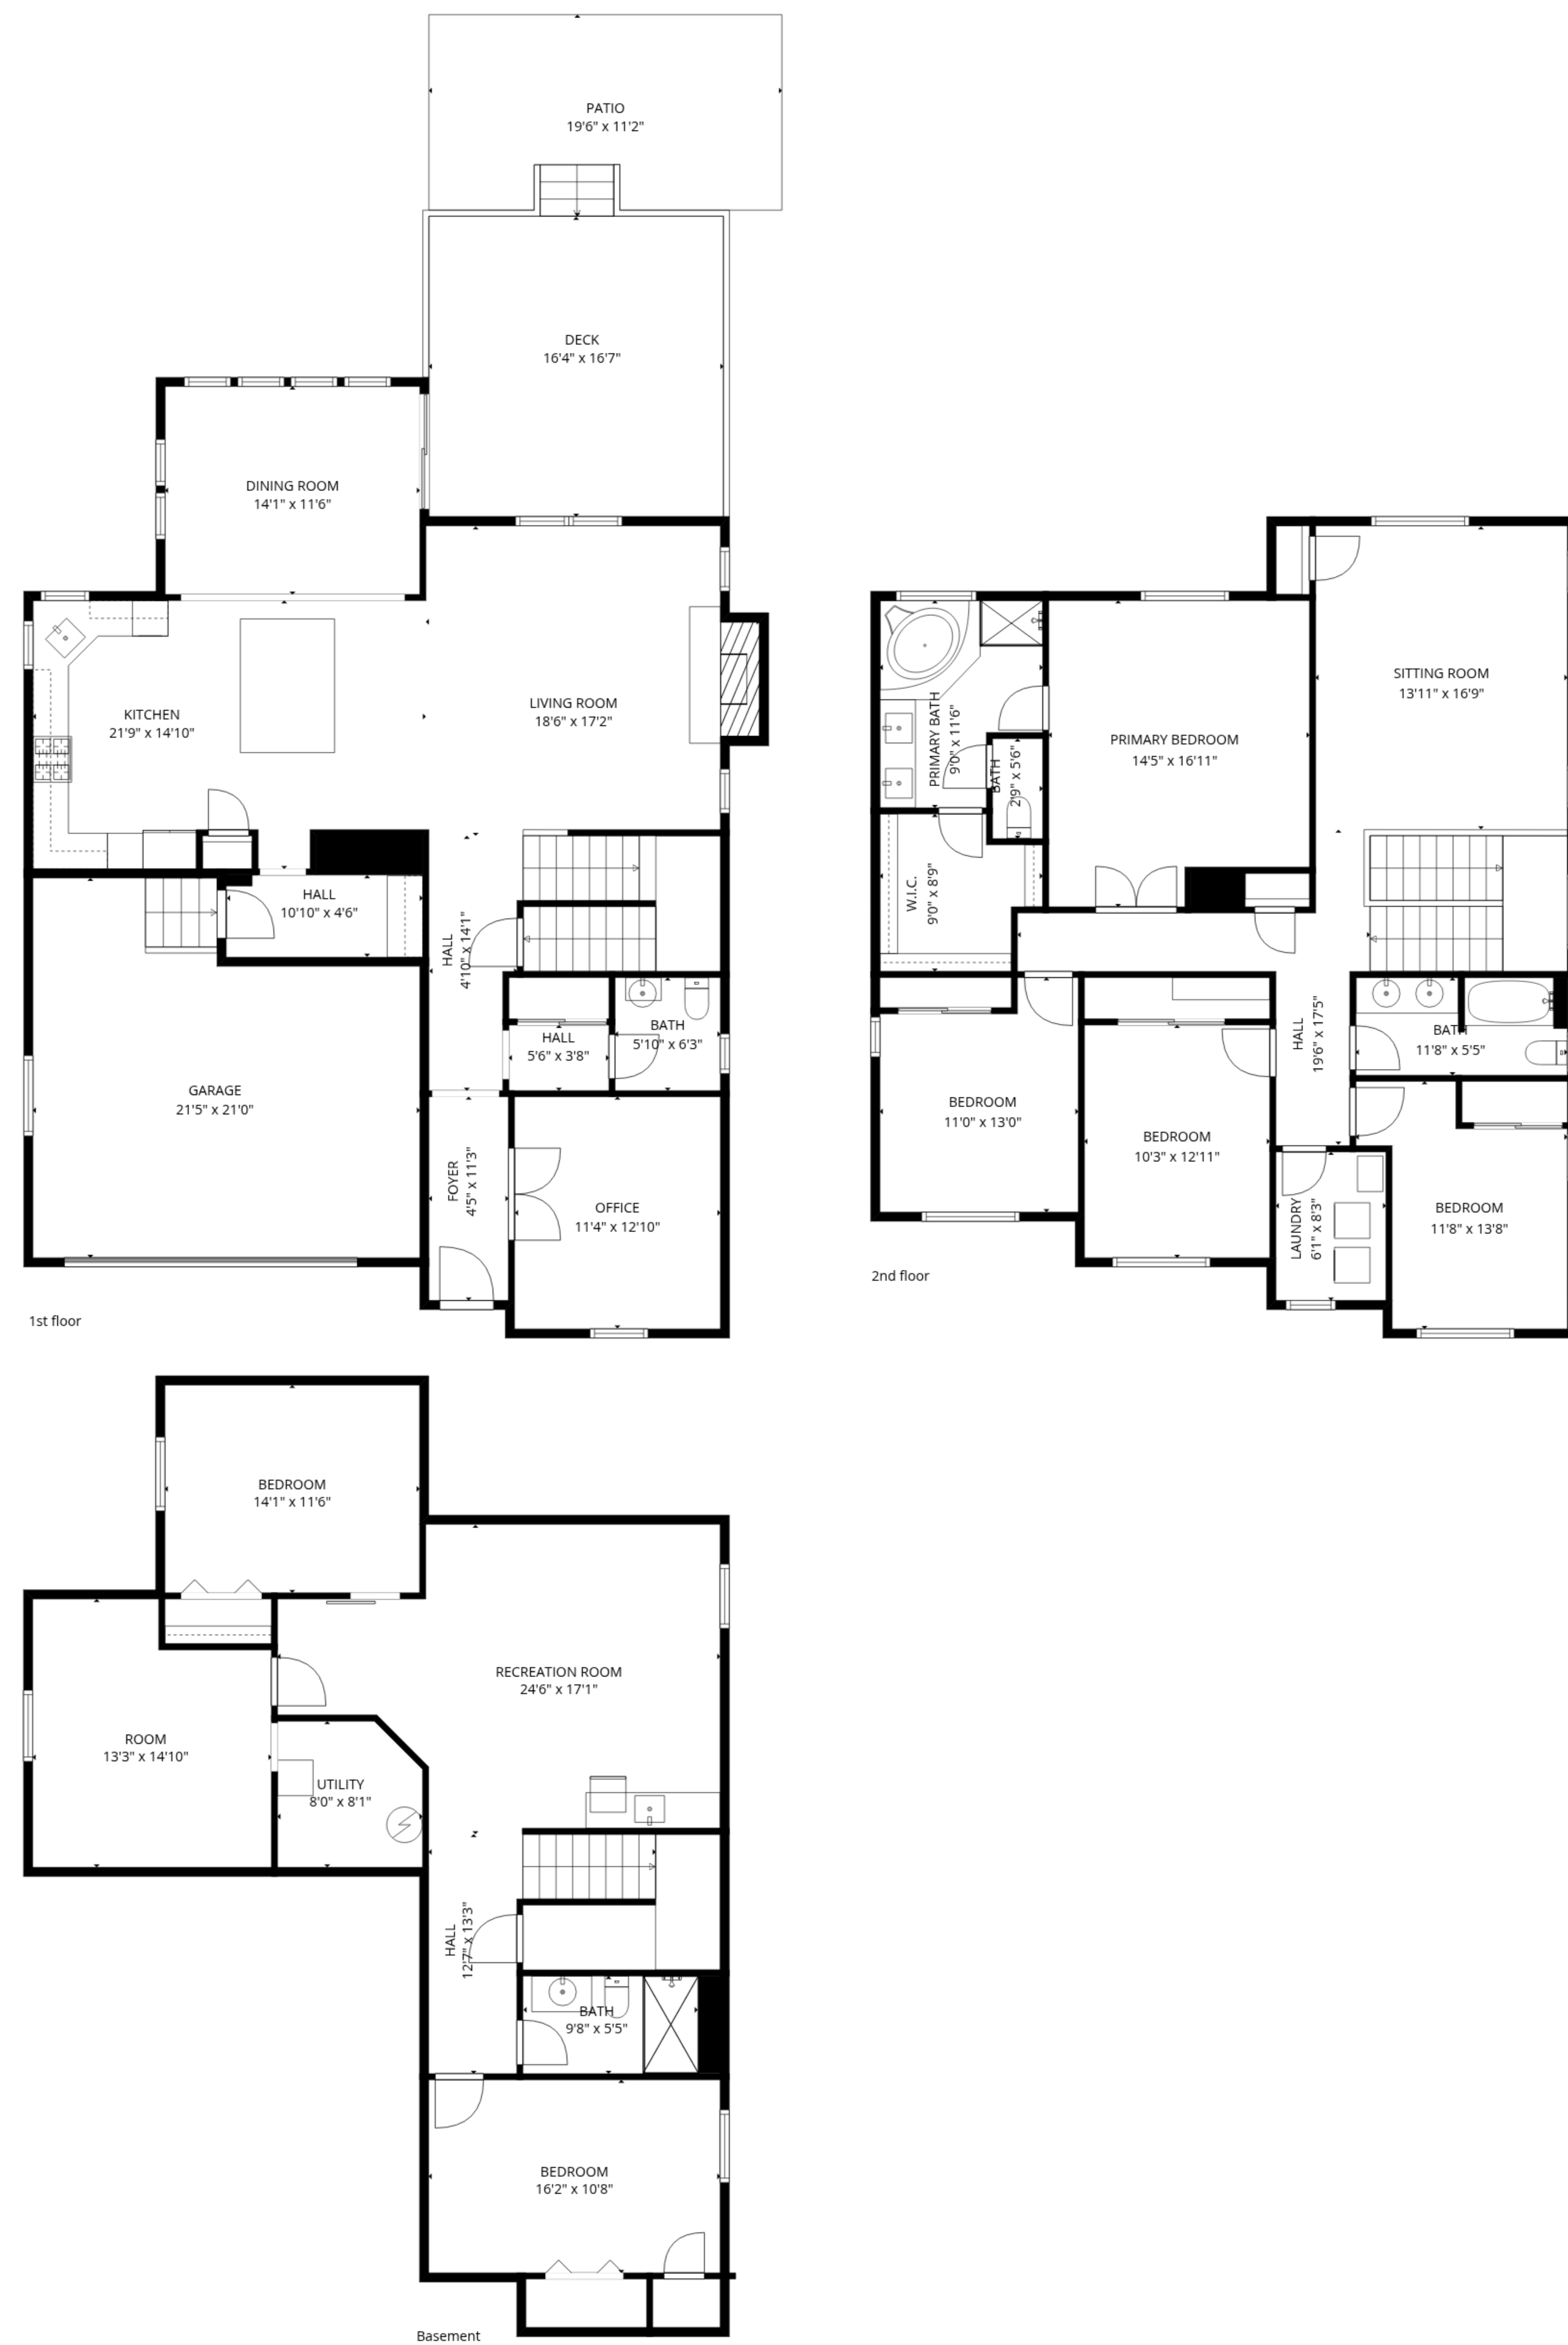 PATIO
19'6" x 11'2"
DECK
16'4" x 16'7"
DINING ROOM
14'1" x 11'6"
KITCHEN
21'9" x 14'10"
LIVING ROOM
18'6" x 17'2"
HALL
10'10" x 4'6"
HALL
4'10" x 14'1"
HALL
5'6" x 3'8"
BATH
5'10" x 6'3"
GARAGE
21'5" x 21'0"
FOYER
4'5" x 11'3"
OFFICE
11'4" x 12'10"
1st floor
PRIMARY BATH
9'0" x 11'6"
BATH
2'9" x 5'6"
PRIMARY BEDROOM
14'5" x 16'11"
SITTING ROOM
13'11" x 16'9"
W.I.C.
9'0" x 8'9"
HALL
19'6" x 17'5"
BATH
11'8" x 5'5"
BEDROOM
11'0" x 13'0"
BEDROOM
10'3" x 12'11"
LAUNDRY
6'1" x 8'3"
BEDROOM
11'8" x 13'8"
2nd floor
BEDROOM
14'1" x 11'6"
RECREATION ROOM
24'6" x 17'1"
ROOM
13'3" x 14'10"
UTILITY
8'0" x 8'1"
HALL
12'7" x 13'3"
BATH
9'8" x 5'5"
BEDROOM
16'2" x 10'8"
Basement